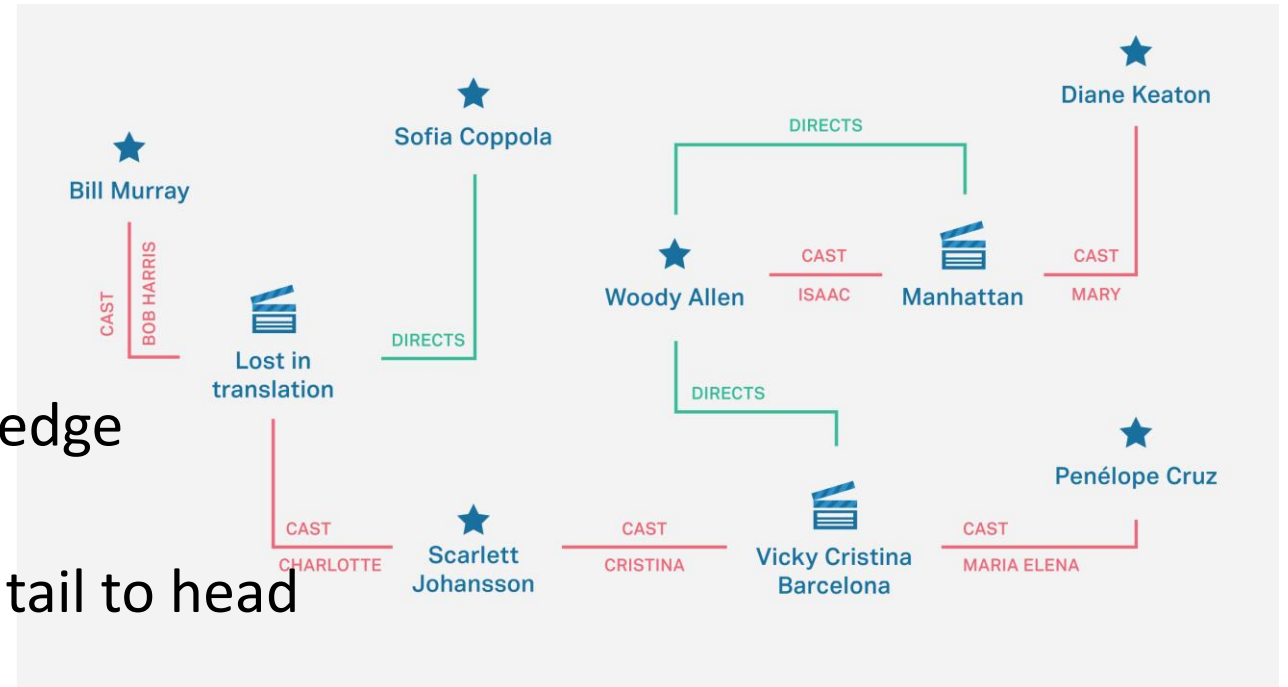 Diane Keaton
DIRECTS
Sofia Coppola
Bill Murray
CAST
BOB HARRIS
Woody Allen
CAST
ISAAC
Manhattan
CAST
MARY
Lost in
translation
DIRECTS
DIRECTS
edge
Penélope Cruz
CAST
CHARLOTTE
Scarlett
Johansson
CAST
CRISTINA
Vicky Cristina
Barcelona
CAST
MARIA ELENA
tail to head